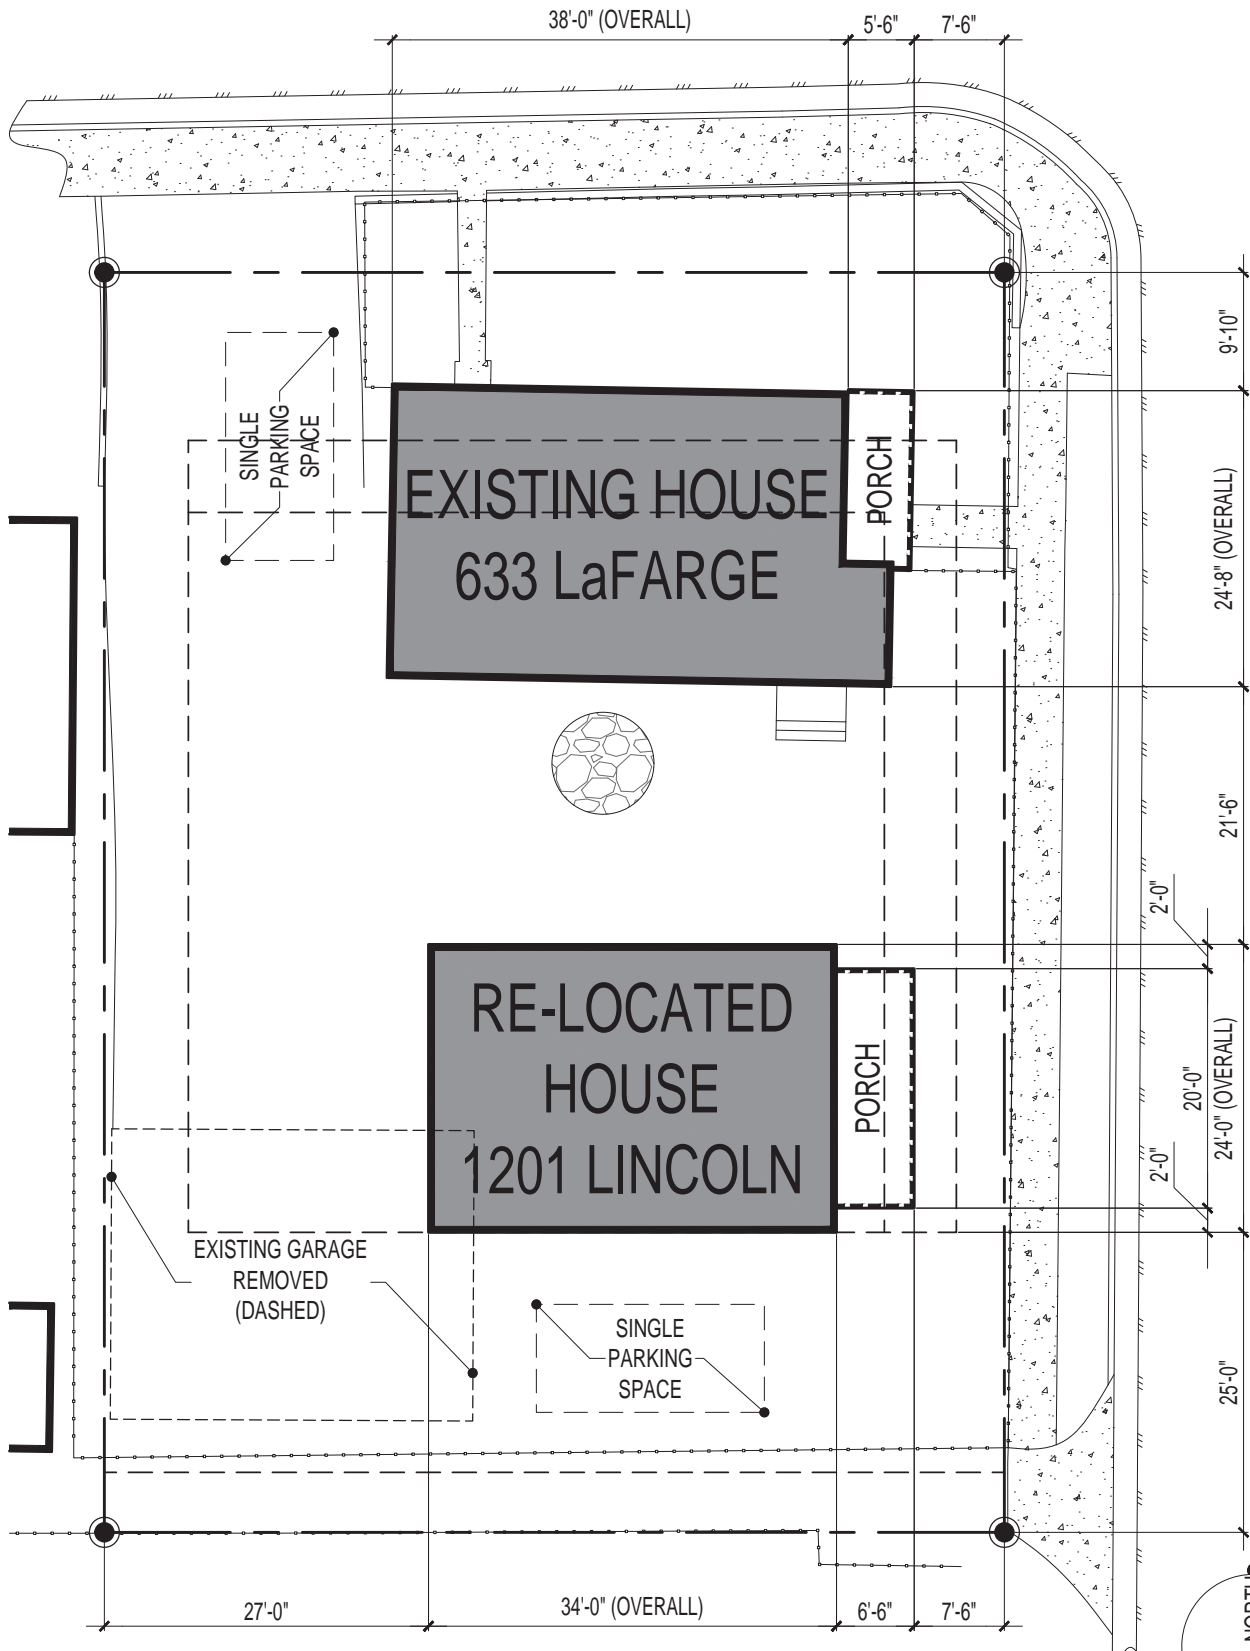 38'-0" (OVERALL)
5'-6"
7'-6"
9'-10"
SINGLE
PARKING
SPACE
EXISTING HOUSE
633 LaFARGE
PORCH
24'-8" (OVERALL)
21'-6"
2'-0"
RE-LOCATED
HOUSE
1201 LINCOLN
PORCH
20'-0"
24'-0" (OVERALL)
2'-0"
EXISTING GARAGE
REMOVED
(DASHED)
SINGLE
PARKING
SPACE
25'-0"
27'-0"
34'-0" (OVERALL)
6'-6"
7'-6"